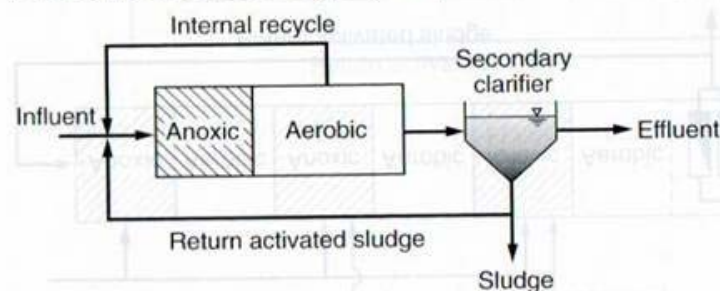 Internal recycle
Secondary
clarifier
Influent
Anoxic
Aerobic
Effluent
Return activated sludge
Sludge